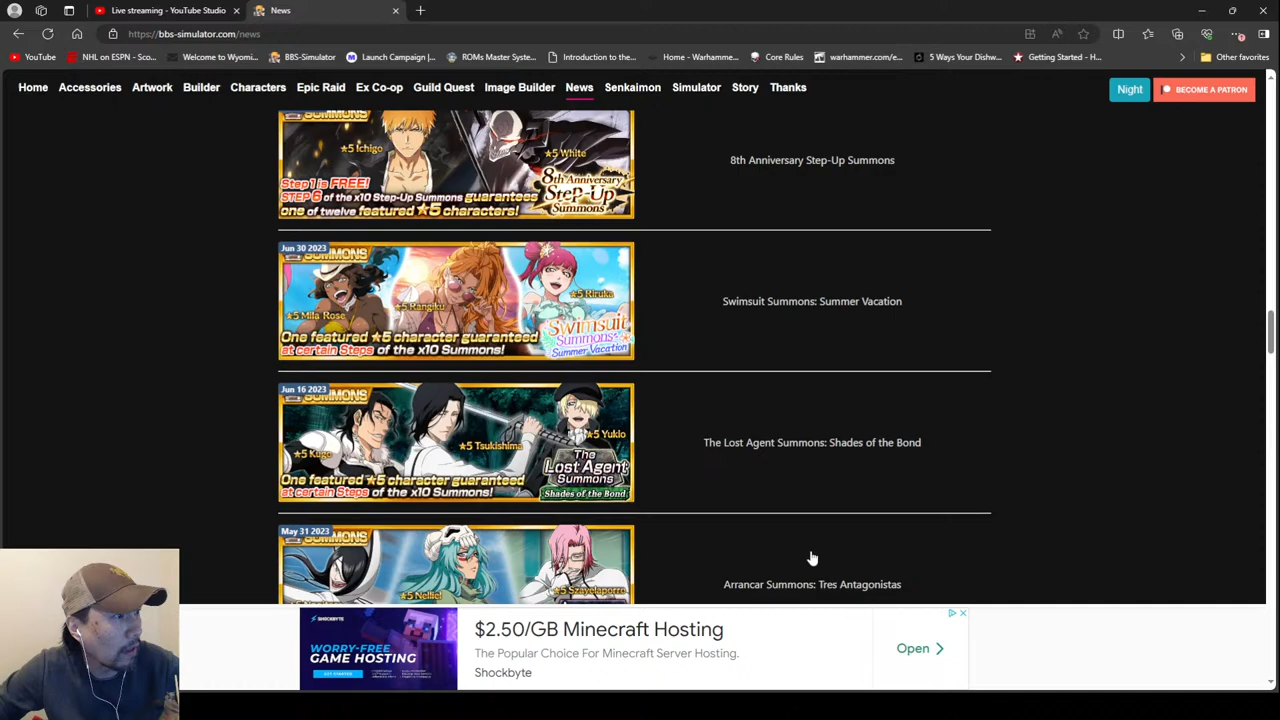 Live streaming - YouTube Studio
News
https://bbs-simulator.com/news
YouTube
NHL on ESPN - Sco...
Welcome to Wyomi...
BBS-Simulator
Launch Campaign |...
ROMs Master Syste...
Introduction to the...
Home - Warhamme...
Core Rules
warhammer.com/e...
5 Ways Your Dishw...
Getting Started - H...
Other favorites
Home
Accessories
Artwork
Builder
Characters
Epic Raid
Ex Co-op
Guild Quest
Image Builder
News
Senkaimon
Simulator
Story
Thanks
Night
BECOME A PATRON
SUMMONS
★5 Ichigo
★5 White
Step 1 is FREE!
STEP 6 of the x10 Step-Up Summons guarantees
one of twelve featured ★5 characters!
8th Anniversary
Step-Up
Summons
8th Anniversary Step-Up Summons
Jun 30 2023
SUMMONS
★5 Mila Rose
★5 Rangiku
★5 Riruka
One featured ★5 character guaranteed
at certain Steps of the x10 Summons!
Swimsuit
Summons
Summer Vacation
Swimsuit Summons: Summer Vacation
Jun 16 2023
SUMMONS
★5 Kugo
★5 Tsukishima
★5 Yukio
One featured ★5 character guaranteed
at certain Steps of the x10 Summons!
The
Lost Agent
Summons
Shades of the Bond
The Lost Agent Summons: Shades of the Bond
May 31 2023
SUMMONS
★5 Nelliel
★5 Szayelaporro
Arrancar Summons: Tres Antagonistas
SHOCKBYTE
WORRY-FREE
GAME HOSTING
$2.50/GB Minecraft Hosting
The Popular Choice For Minecraft Server Hosting.
Shockbyte
Open